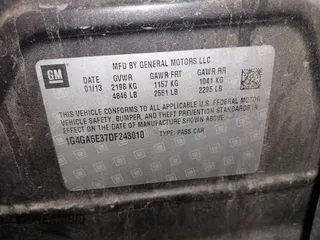 GM
MFD BY GENERAL MOTORS LLC
DATE GVWR GAWR FRT GAWR RR
01/13 2198 KG 1157 KG 1041 KG
4846 LB 2551 LB 2295 LB
THIS VEHICLE CONFORMS TO ALL APPLICABLE U.S. FEDERAL MOTOR
VEHICLE SAFETY, BUMPER, AND THEFT PREVENTION STANDARDS IN
EFFECT ON THE DATE OF MANUFACTURE SHOWN ABOVE.
1G4GA5E37DF243010 TYPE: PASS CAR